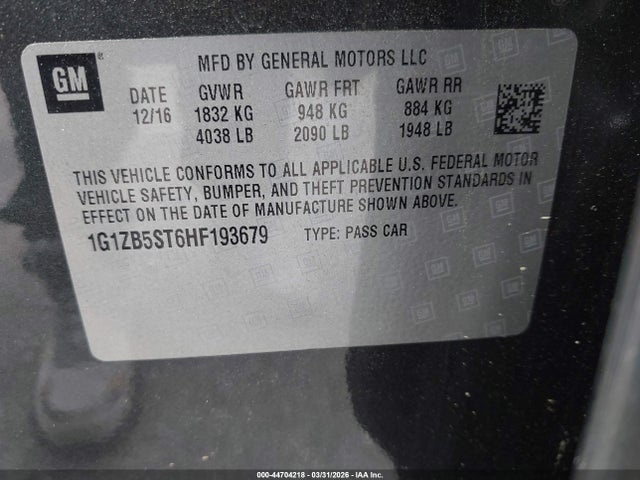 GM
MFD BY GENERAL MOTORS LLC
DATE GVWR GAWR FRT GAWR RR
12/16 1832 KG 948 KG 884 KG
4038 LB 2090 LB 1948 LB
THIS VEHICLE CONFORMS TO ALL APPLICABLE U.S. FEDERAL MOTOR
VEHICLE SAFETY, BUMPER, AND THEFT PREVENTION STANDARDS IN
EFFECT ON THE DATE OF MANUFACTURE SHOWN ABOVE.
1G1ZB5ST6HF193679 TYPE: PASS CAR
000-44704218 - 03/31/2026 - IAA Inc.